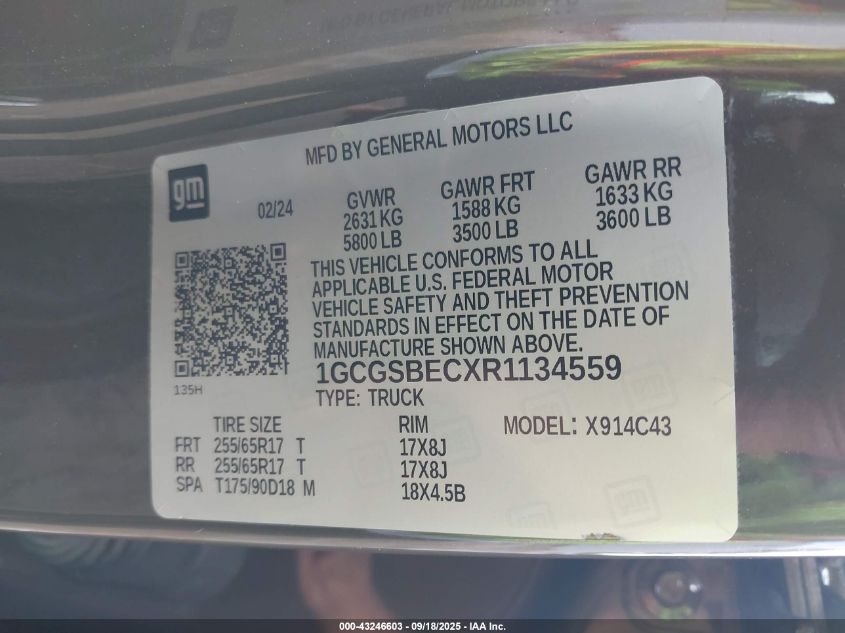 MFD BY GENERAL MOTORS LLC
gm
02/24
GVWR GAWR FRT GAWR RR
2631 KG 1588 KG 1633 KG
5800 LB 3500 LB 3600 LB
THIS VEHICLE CONFORMS TO ALL
APPLICABLE U.S. FEDERAL MOTOR
VEHICLE SAFETY AND THEFT PREVENTION
STANDARDS IN EFFECT ON THE DATE OF
MANUFACTURE SHOWN ABOVE.
1GCGSBECXR1134559
135H
TYPE: TRUCK
TIRE SIZE RIM MODEL: X914C43
FRT 255/65R17 T 17X8J
RR 255/65R17 T 17X8J
SPA T175/90D18 M 18X4.5B
000-43246603 - 09/18/2025 - IAA Inc.